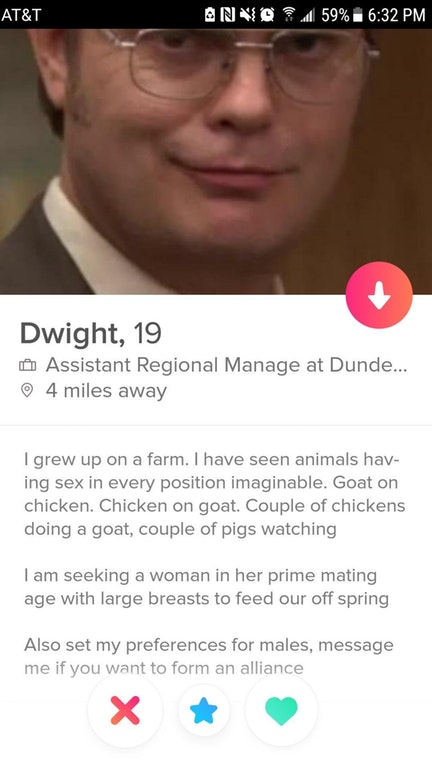 AT&T 59% 6:32 PM
Dwight, 19
Assistant Regional Manage at Dunde...
4 miles away
I grew up on a farm. I have seen animals hav-
ing sex in every position imaginable. Goat on
chicken. Chicken on goat. Couple of chickens
doing a goat, couple of pigs watching
I am seeking a woman in her prime mating
age with large breasts to feed our off spring
Also set my preferences for males, message
me if you want to form an alliance